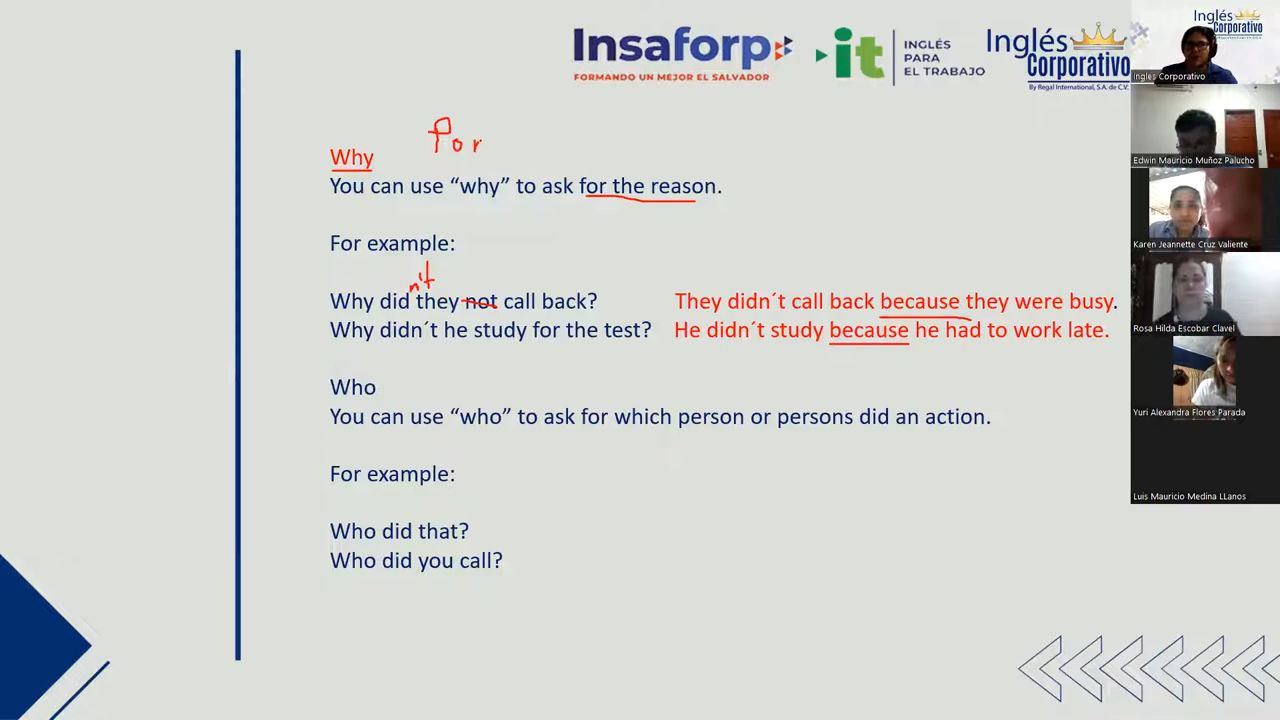 Insaforp
FORMANDO UN MEJOR EL SALVADOR
it
INGLÉS
PARA
EL TRABAJO
Inglés
Corporativo
By Regal International, S.A. de C.V.
Inglés
Corporativo
Ingles Corporativo
Edwin Mauricio Muñoz Palucho
Karen Jeannette Cruz Valiente
Rosa Hilda Escobar Clavel
Yuri Alexandra Flores Parada
Luis Mauricio Medina LLanos
Por
Why
You can use “why” to ask for the reason.
For example:
n't
Why did they not call back? They didn´t call back because they were busy.
Why didn´t he study for the test? He didn´t study because he had to work late.
Who
You can use “who” to ask for which person or persons did an action.
For example:
Who did that?
Who did you call?